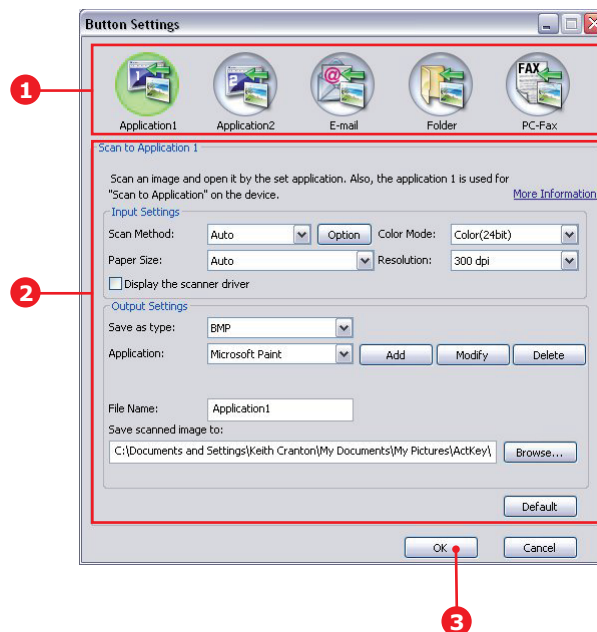 Button Settings
1
1 2 @ FAX
Application1 Application2 E-mail Folder PC-Fax
Scan to Application 1
Scan an image and open it by the set application. Also, the application 1 is used for
"Scan to Application" on the device. More Information
Input Settings
Scan Method: Auto Option Color Mode: Color(24bit)
Paper Size: Auto Resolution: 300 dpi
Display the scanner driver
2
Output Settings
Save as type: BMP
Application: Microsoft Paint Add Modify Delete
File Name: Application1
Save scanned image to:
C:\Documents and Settings\Keith Cranton\My Documents\My Pictures\ActKey\ Browse...
Default
OK Cancel
3